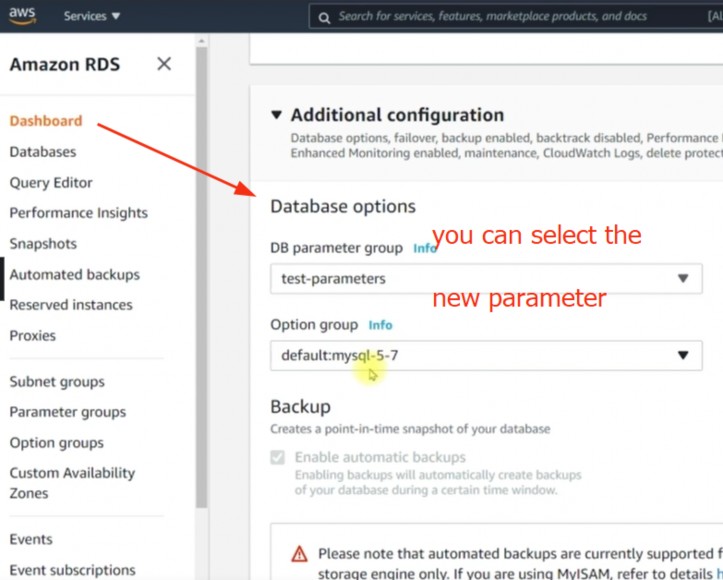 aws
Services
Search for services, features, marketplace products, and docs
Amazon RDS
Dashboard
Databases
Query Editor
Performance Insights
Snapshots
Automated backups
Reserved instances
Proxies
Subnet groups
Parameter groups
Option groups
Custom Availability
Zones
Events
Event subscriptions
Additional configuration
Database options, failover, backup enabled, backtrack disabled, Performance
Enhanced Monitoring enabled, maintenance, CloudWatch Logs, delete protect
Database options
DB parameter group Info
you can select the
test-parameters
new parameter
Option group Info
default:mysql-5-7
Backup
Creates a point-in-time snapshot of your database
Enable automatic backups
Enabling backups will automatically create backups
of your database during a certain time window.
Please note that automated backups are currently supported f
storage engine only. If you are using MyISAM, refer to details